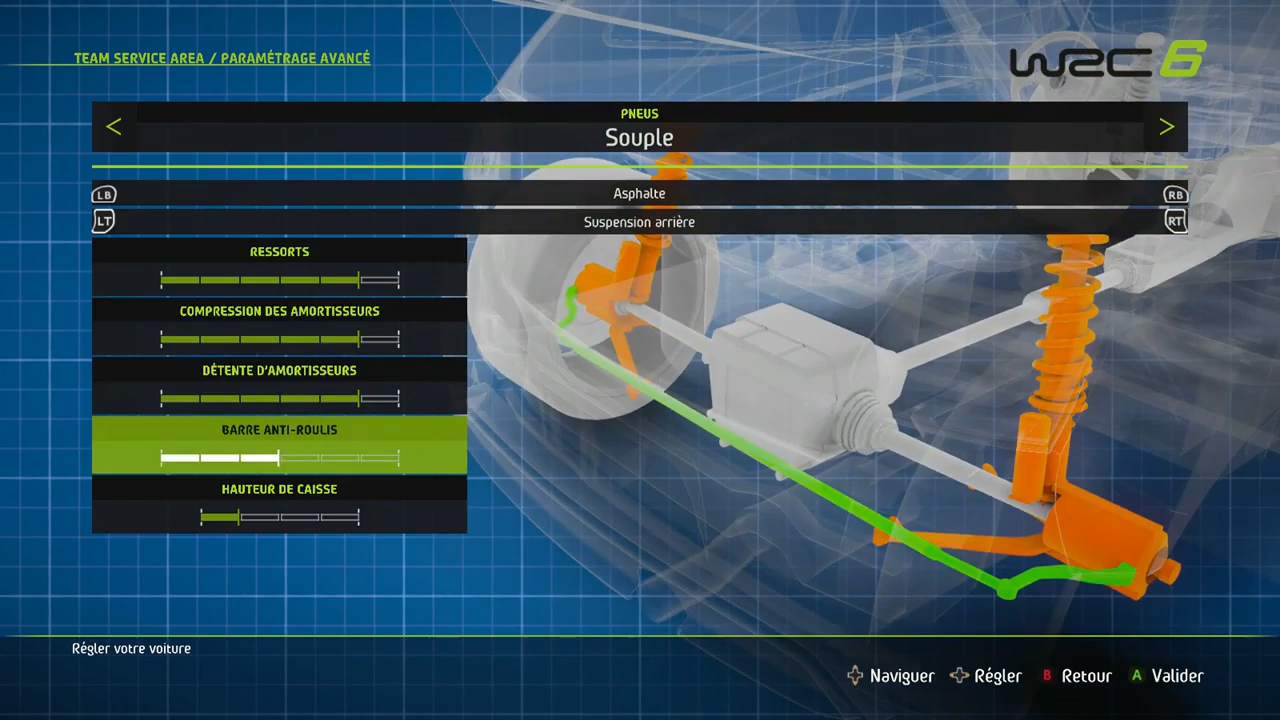 TEAM SERVICE AREA / PARAMÉTRAGE AVANCÉ
WRC 6
PNEUS
< Souple >
LB Asphalte RB
LT Suspension arrière RT
RESSORTS
COMPRESSION DES AMORTISSEURS
DÉTENTE D'AMORTISSEURS
BARRE ANTI-ROULIS
HAUTEUR DE CAISSE
Régler votre voiture
Naviguer Régler B Retour A Valider